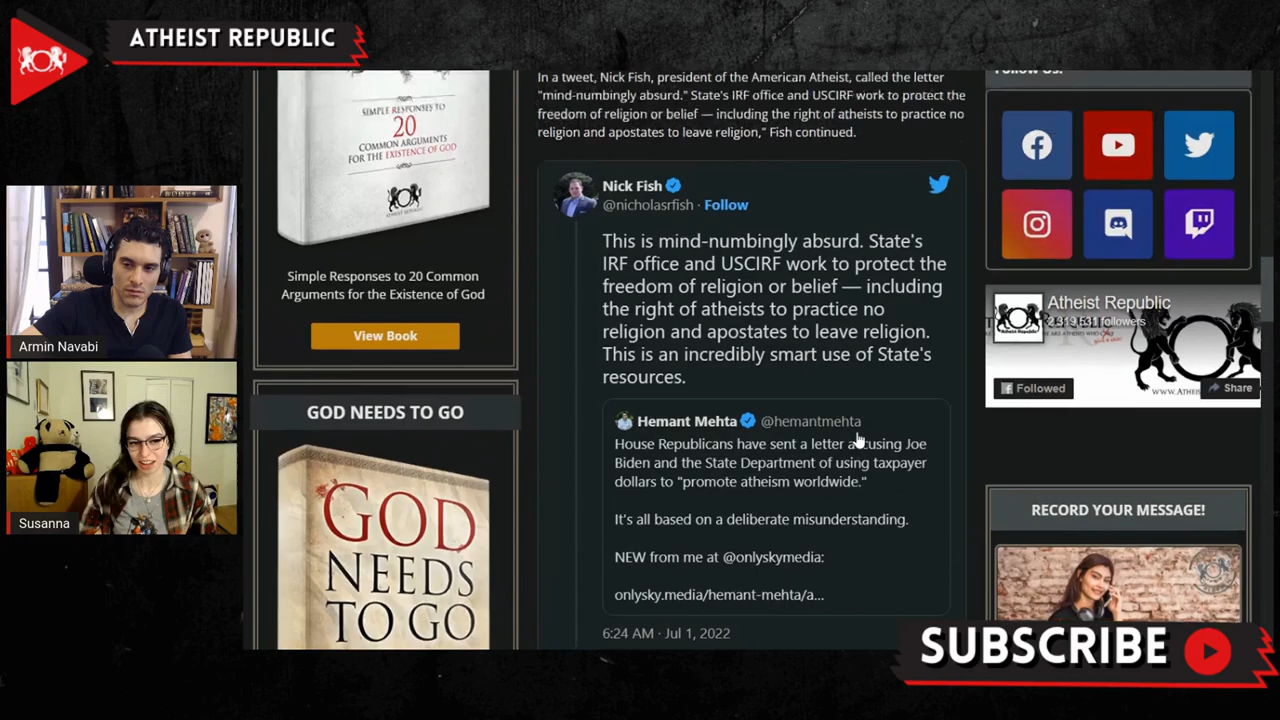 ATHEIST REPUBLIC
SIMPLE RESPONSES TO
20
COMMON ARGUMENTS
FOR THE EXISTENCE OF GOD
Simple Responses to 20 Common
Arguments for the Existence of God
View Book
GOD NEEDS TO GO
GOD
NEEDS
TO GO
In a tweet, Nick Fish, president of the American Atheist, called the letter
"mind-numbingly absurd." State's IRF office and USCIRF work to protect the
freedom of religion or belief — including the right of atheists to practice no
religion and apostates to leave religion," Fish continued.
Nick Fish
@nicholasrfish · Follow
This is mind-numbingly absurd. State's
IRF office and USCIRF work to protect the
freedom of religion or belief — including
the right of atheists to practice no
religion and apostates to leave religion.
This is an incredibly smart use of State's
resources.
Hemant Mehta @hemantmehta
House Republicans have sent a letter accusing Joe
Biden and the State Department of using taxpayer
dollars to "promote atheism worldwide."
It's all based on a deliberate misunderstanding.
NEW from me at @onlyskymedia:
onlysky.media/hemant-mehta/a...
6:24 AM · Jul 1, 2022
Follow Us!
Atheist Republic
followers
Followed
Share
RECORD YOUR MESSAGE!
Armin Navabi
Susanna
SUBSCRIBE